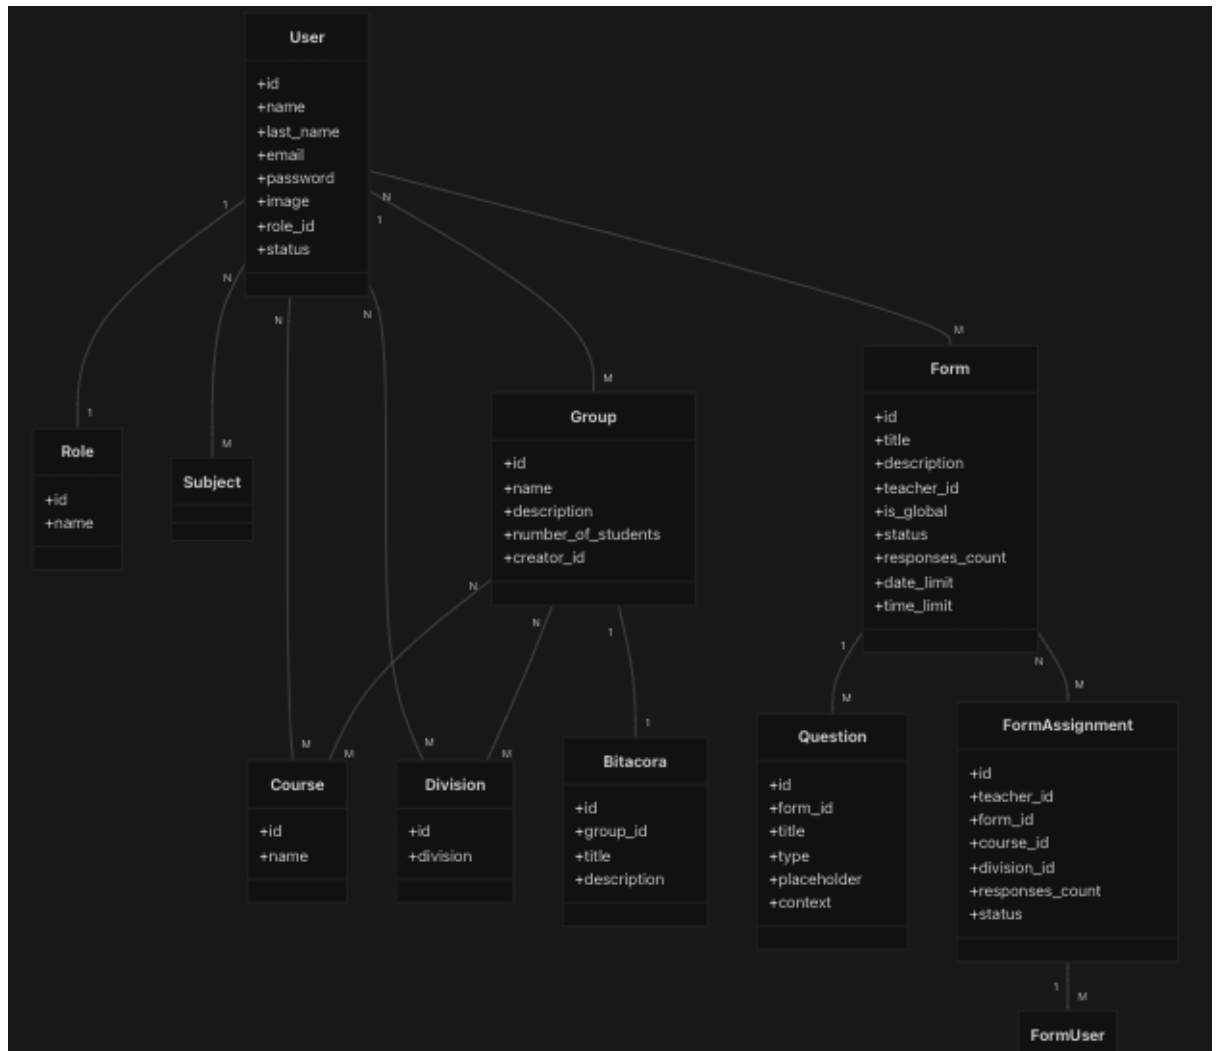 User
+id
+name
+last_name
+email
+password
+image
+role_id
+status
1
N
N
N
N
1
M
M
Form
+id
+title
+description
+teacher_id
+is_global
+status
+responses_count
+date_limit
+time_limit
Group
+id
+name
+description
+number_of_students
+creator_id
1
Role
+id
+name
M
Subject
N
N
1
1
N
M
M
M
M
1
M
M
Course
+id
+name
Division
+id
+division
Bitacora
+id
+group_id
+title
+description
Question
+id
+form_id
+title
+type
+placeholder
+context
FormAssignment
+id
+teacher_id
+form_id
+course_id
+division_id
+responses_count
+status
1
M
FormUser